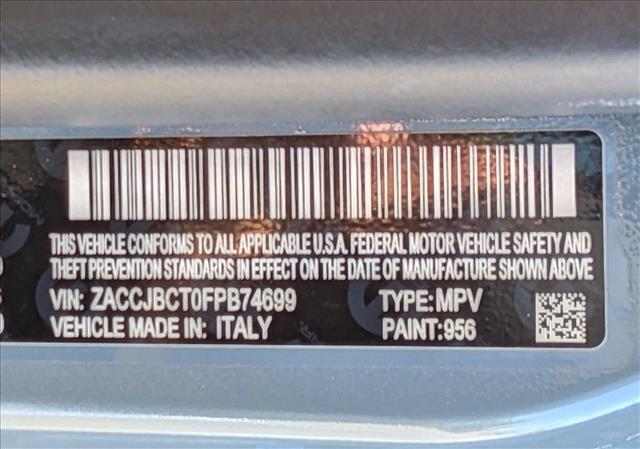 THIS VEHICLE CONFORMS TO ALL APPLICABLE U.S.A. FEDERAL MOTOR VEHICLE SAFETY AND
THEFT PREVENTION STANDARDS IN EFFECT ON THE DATE OF MANUFACTURE SHOWN ABOVE
VIN: ZACCJBCT0FPB74699 TYPE:MPV
VEHICLE MADE IN: ITALY PAINT:956